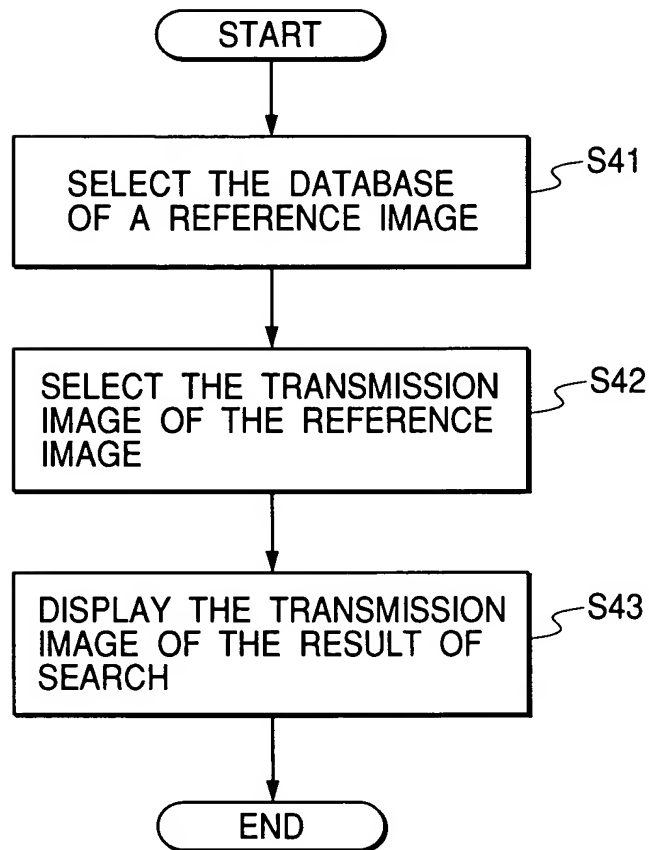 START
S41
SELECT THE DATABASE
OF A REFERENCE IMAGE
S42
SELECT THE TRANSMISSION
IMAGE OF THE REFERENCE
IMAGE
S43
DISPLAY THE TRANSMISSION
IMAGE OF THE RESULT OF
SEARCH
END